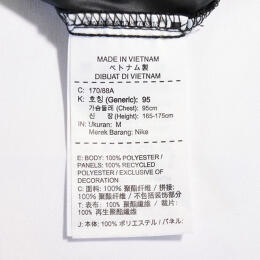 MADE IN VIETNAM
ベトナム製
DIBUAT DI VIETNAM
C: 170/88A
K: 호칭 (Generic): 95
가슴둘레 (Chest): 95cm
신 장 (Height): 165-175cm
IN: Ukuran: M
Merek Barang: Nike
E: BODY: 100% POLYESTER /
PANELS: 100% RECYCLED
POLYESTER / EXCLUSIVE OF
DECORATION
C: 面料: 100% 聚酯纤维 / 拼接:
100% 聚酯纤维 / 不包括装饰部分
T: 表布: 100% 聚酯纖維 / 裁片:
100% 再生聚酯纖維
J: 本体: 100% ポリエステル / パネル: